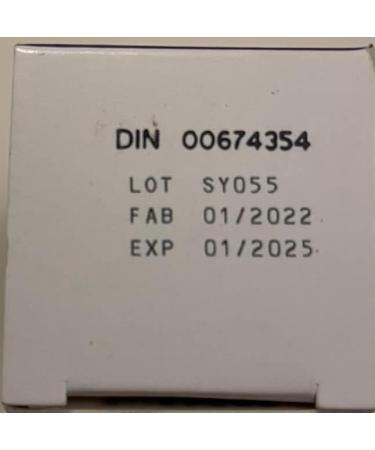 DIN 00674354
LOT SY055
FAB 01/2022
EXP 01/2025